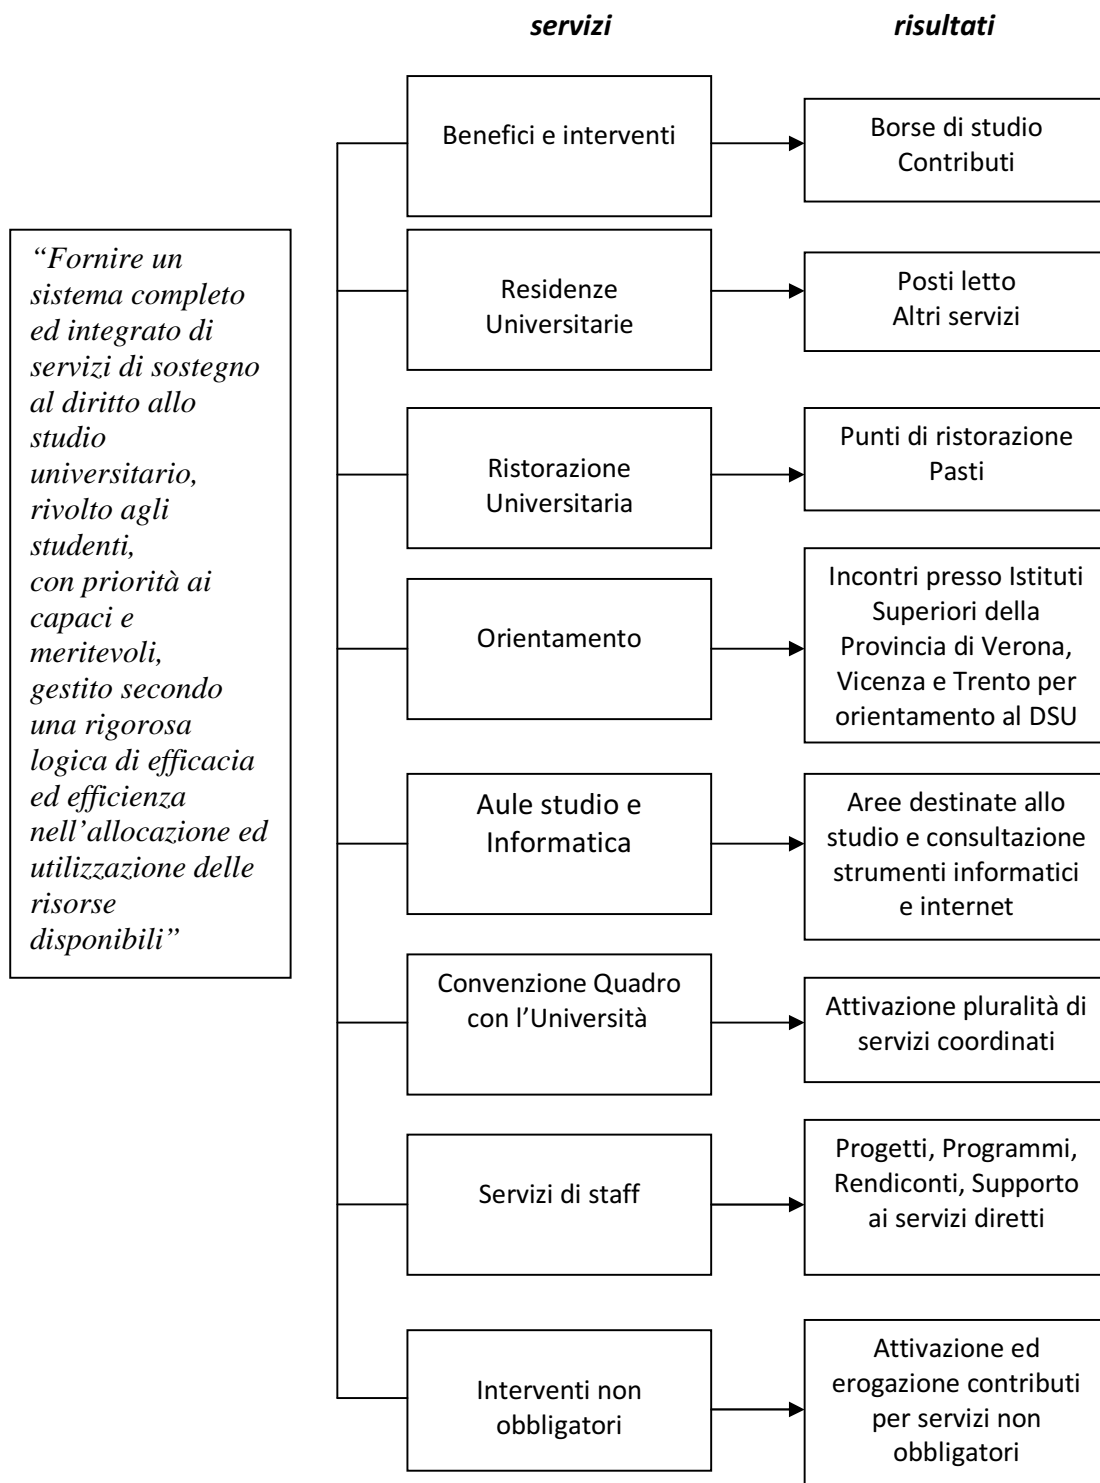 servizi
risultati
“Fornire un
sistema completo
ed integrato di
servizi di sostegno
al diritto allo
studio
universitario,
rivolto agli
studenti,
con priorità ai
capaci e
meritevoli,
gestito secondo
una rigorosa
logica di efficacia
ed efficienza
nell’allocazione ed
utilizzazione delle
risorse
disponibili”
Benefici e interventi
Borse di studio
Contributi
Residenze
Universitarie
Posti letto
Altri servizi
Ristorazione
Universitaria
Punti di ristorazione
Pasti
Orientamento
Incontri presso Istituti
Superiori della
Provincia di Verona,
Vicenza e Trento per
orientamento al DSU
Aule studio e
Informatica
Aree destinate allo
studio e consultazione
strumenti informatici
e internet
Convenzione Quadro
con l’Università
Attivazione pluralità di
servizi coordinati
Servizi di staff
Progetti, Programmi,
Rendiconti, Supporto
ai servizi diretti
Interventi non
obbligatori
Attivazione ed
erogazione contributi
per servizi non
obbligatori